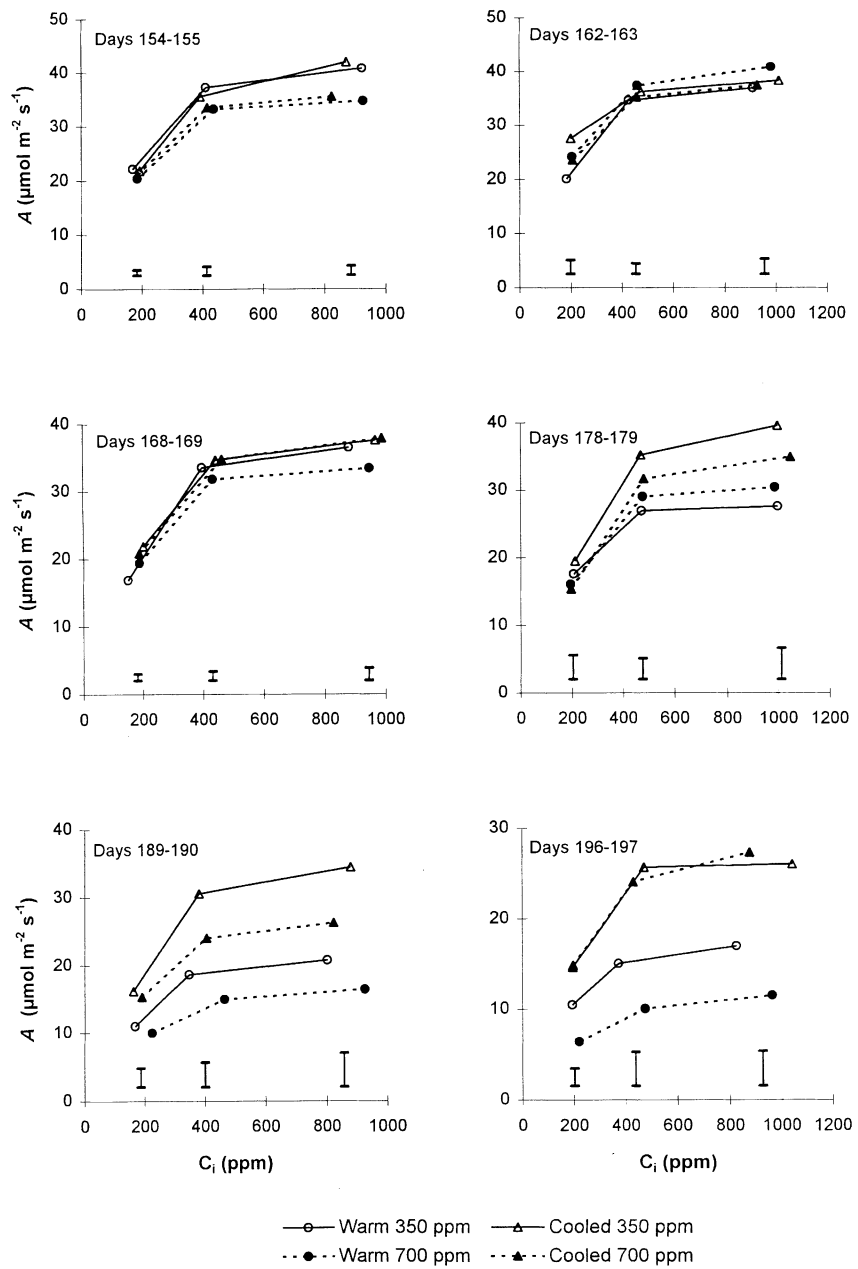 Days 154-155
50
40
30
20
10
0
A (µmol m⁻² s⁻¹)
0 200 400 600 800 1000
Days 162-163
50
40
30
20
10
0
0 200 400 600 800 1000 1200
Days 168-169
40
30
20
10
0
A (µmol m⁻² s⁻¹)
0 200 400 600 800 1000
Days 178-179
40
30
20
10
0
0 200 400 600 800 1000 1200
Days 189-190
40
30
20
10
0
A (µmol m⁻² s⁻¹)
0 200 400 600 800 1000
Cᵢ (ppm)
Days 196-197
30
20
10
0
0 200 400 600 800 1000 1200
Cᵢ (ppm)
Warm 350 ppm Cooled 350 ppm
Warm 700 ppm Cooled 700 ppm